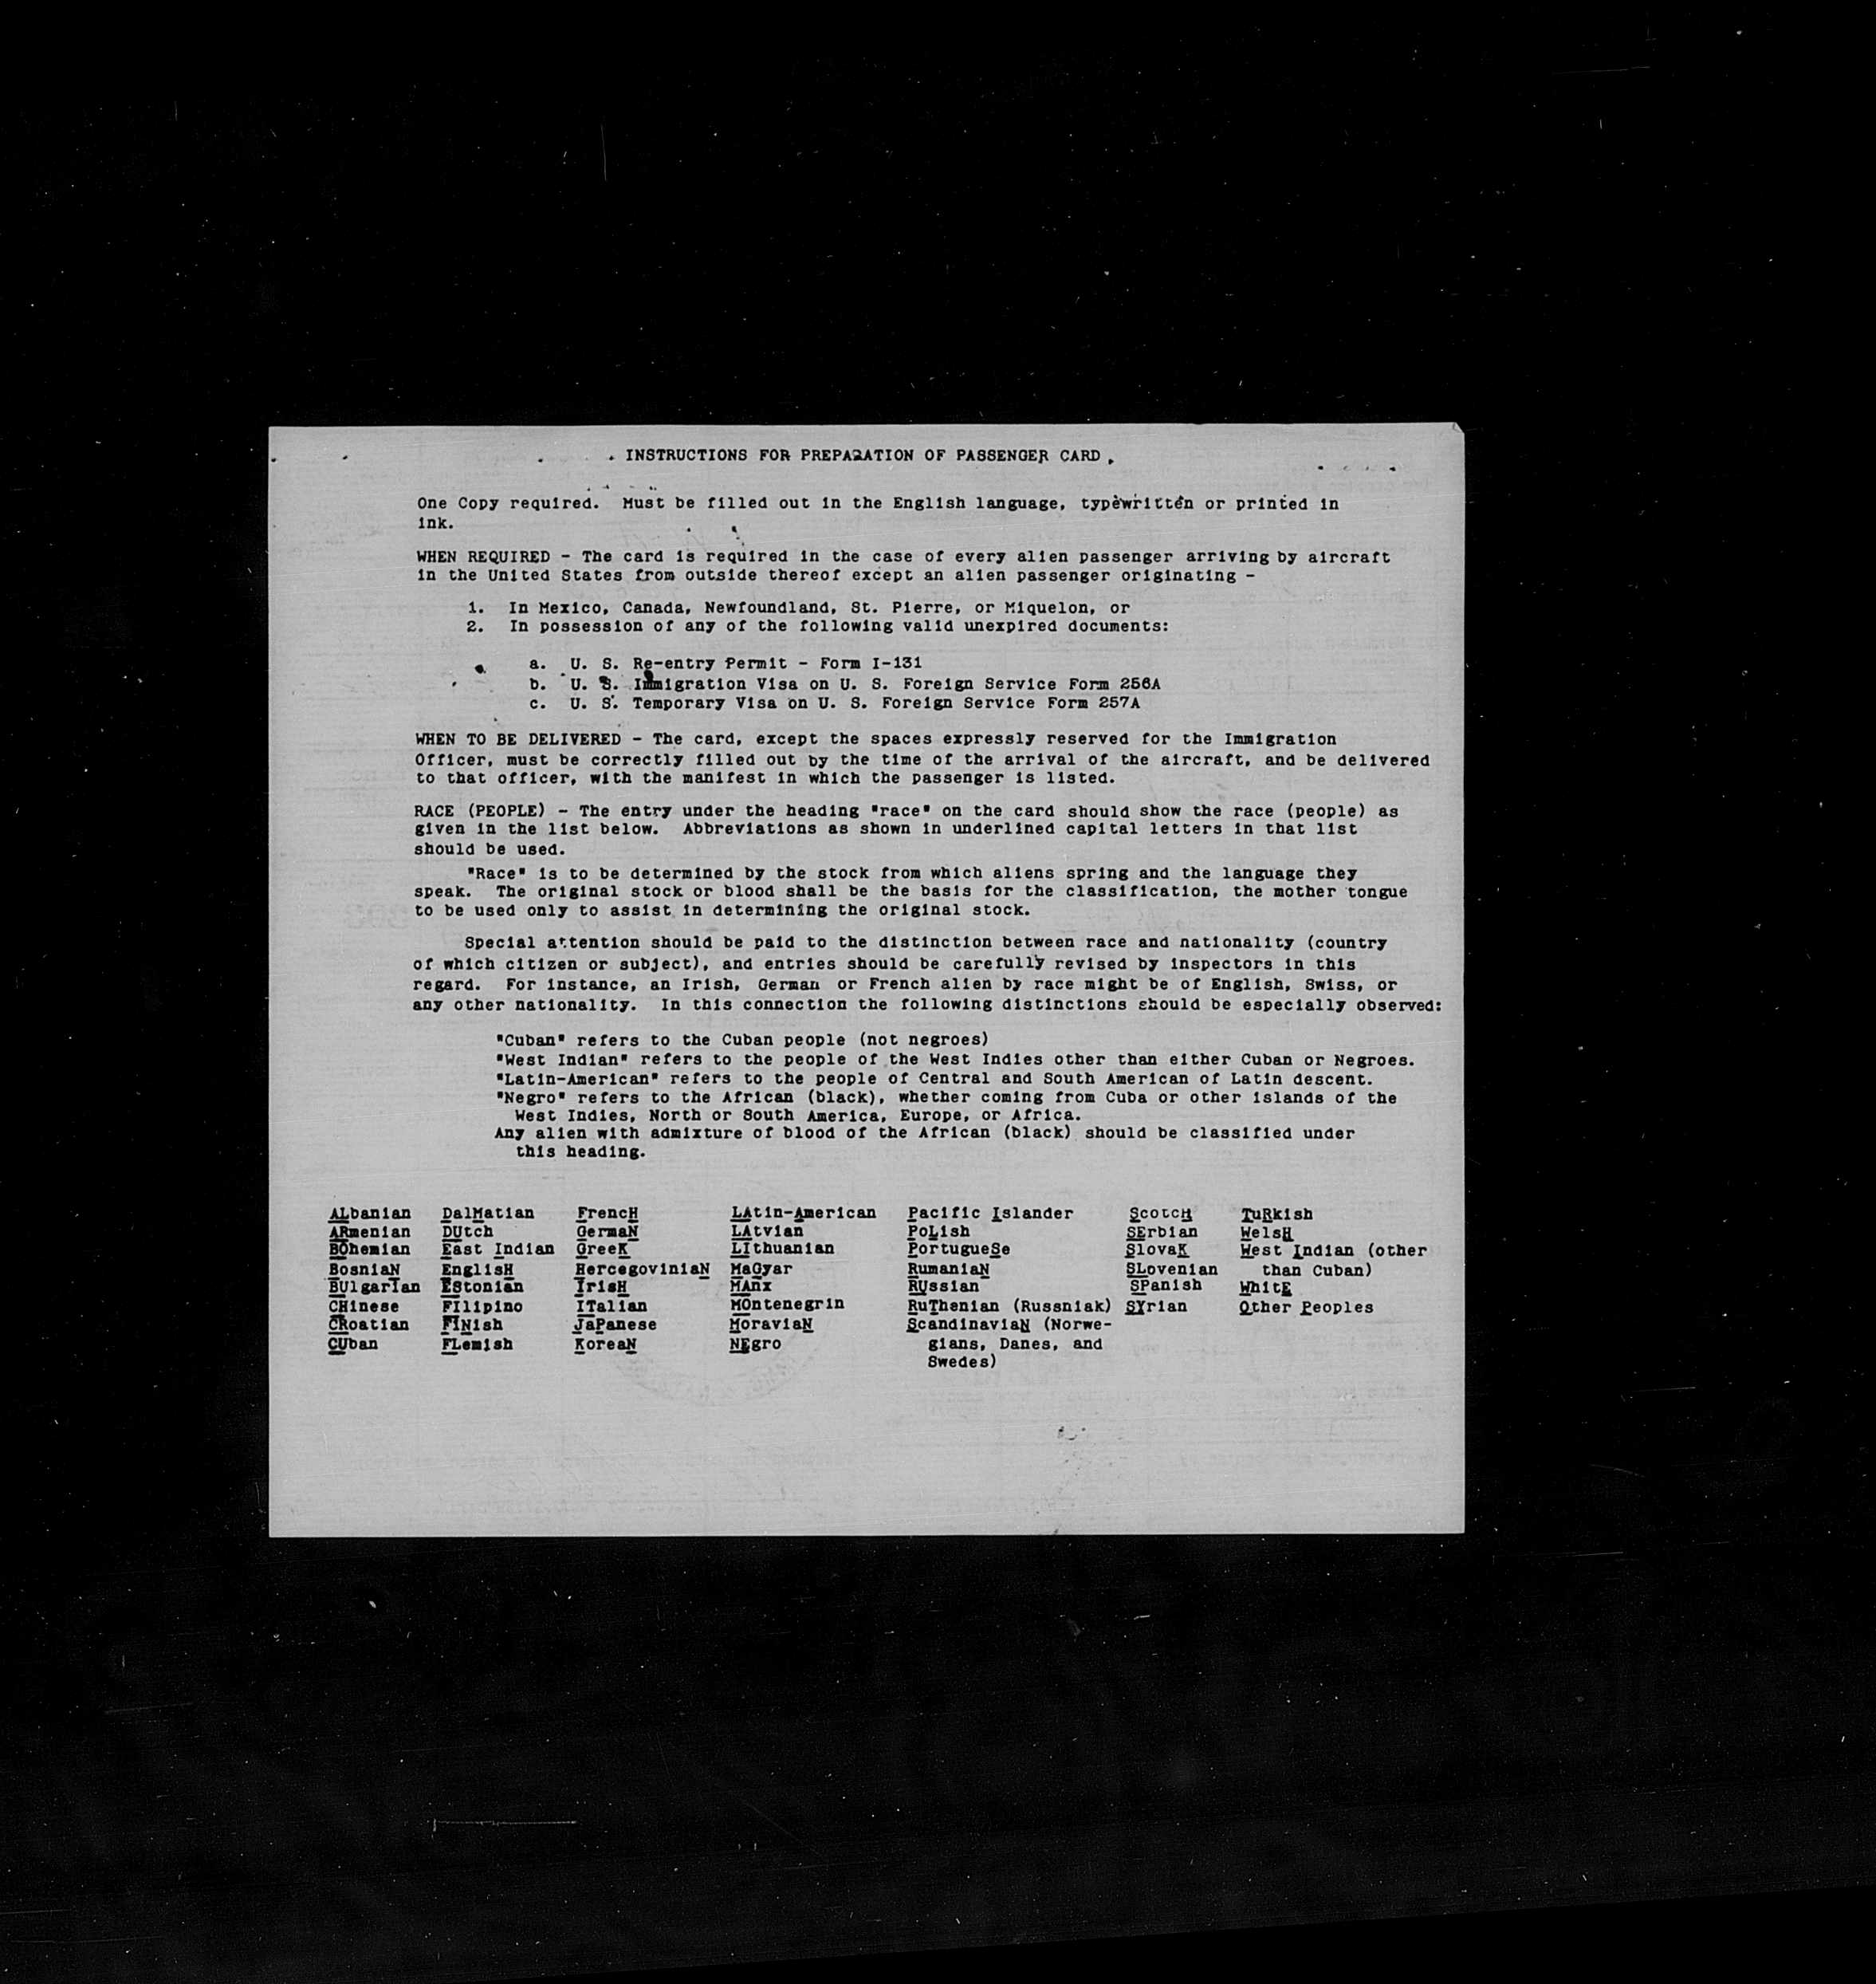 INSTRUCTIONS FOR PREPARATION OF PASSENGER CARD
One Copy required. Must be filled out in the English language, typewritten or printed in
ink.
WHEN REQUIRED - The card is required in the case of every alien passenger arriving by aircraft
in the United States from outside thereof except an alien passenger originating -
1. In Mexico, Canada, Newfoundland, St. Pierre, or Miquelon, or
2. In possession of any of the following valid unexpired documents:
a. U. S. Re-entry Permit - Form I-131
b. U. S. Immigration Visa on U. S. Foreign Service Form 256A
c. U. S. Temporary Visa on U. S. Foreign Service Form 257A
WHEN TO BE DELIVERED - The card, except the spaces expressly reserved for the Immigration
Officer, must be correctly filled out by the time of the arrival of the aircraft, and be delivered
to that officer, with the manifest in which the passenger is listed.
RACE (PEOPLE) - The entry under the heading "race" on the card should show the race (people) as
given in the list below. Abbreviations as shown in underlined capital letters in that list
should be used.
"Race" is to be determined by the stock from which aliens spring and the language they
speak. The original stock or blood shall be the basis for the classification, the mother tongue
to be used only to assist in determining the original stock.
Special attention should be paid to the distinction between race and nationality (country
of which citizen or subject), and entries should be carefully revised by inspectors in this
regard. For instance, an Irish, German or French alien by race might be of English, Swiss, or
any other nationality. In this connection the following distinctions should be especially observed:
"Cuban" refers to the Cuban people (not negroes)
"West Indian" refers to the people of the West Indies other than either Cuban or Negroes.
"Latin-American" refers to the people of Central and South American of Latin descent.
"Negro" refers to the African (black), whether coming from Cuba or other islands of the
West Indies, North or South America, Europe, or Africa.
Any alien with admixture of blood of the African (black) should be classified under
this heading.
ALbanian DalMatian FrencH LAtin-American Pacific Islander ScotcH TuRkish
ARmenian DUtch GermaN LAtvian PoLish SErbian WelsH
BOhemian East Indian GreeK LIthuanian PortugueSe SlovaK West Indian (other
BosniaN EnglisH HercegoviniaN MaGyar RumaniaN SLovenian than Cuban)
BUlgarIan EStonian IrisH MAnx RUssian SPanish WhitE
CHinese FIlipino ITalian MOntenegrin RuThenian (Russniak) SYrian Other Peoples
CRoatian FINish JaPanese MoraviaN ScandinaviaN (Norwe-
CUban FLemish KoreaN NEgro gians, Danes, and
Swedes)